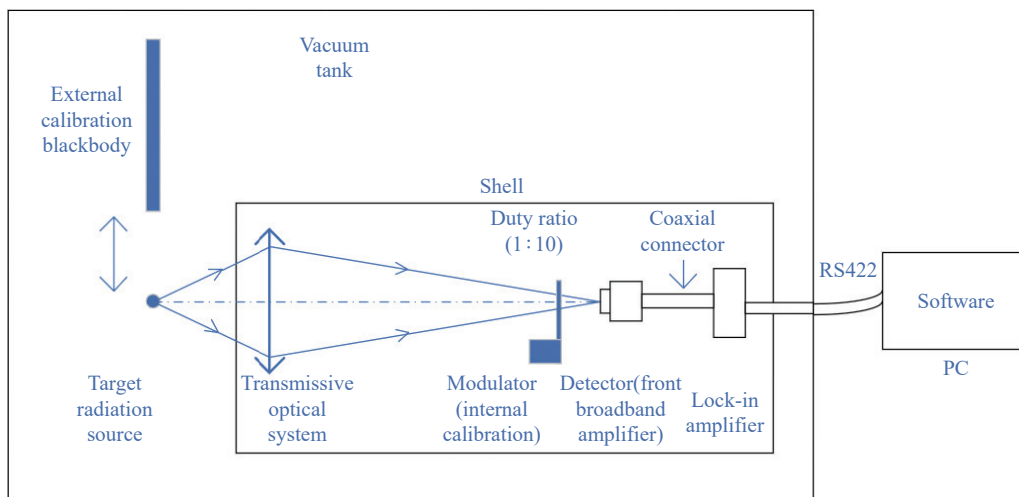 Vacuum
tank
External
calibration
blackbody
Shell
Duty ratio
(1∶10)
Coaxial
connector
RS422
Software
PC
Target
radiation
source
Transmissive
optical
system
Modulator
(internal
calibration)
Detector(front
broadband
amplifier)
Lock-in
amplifier